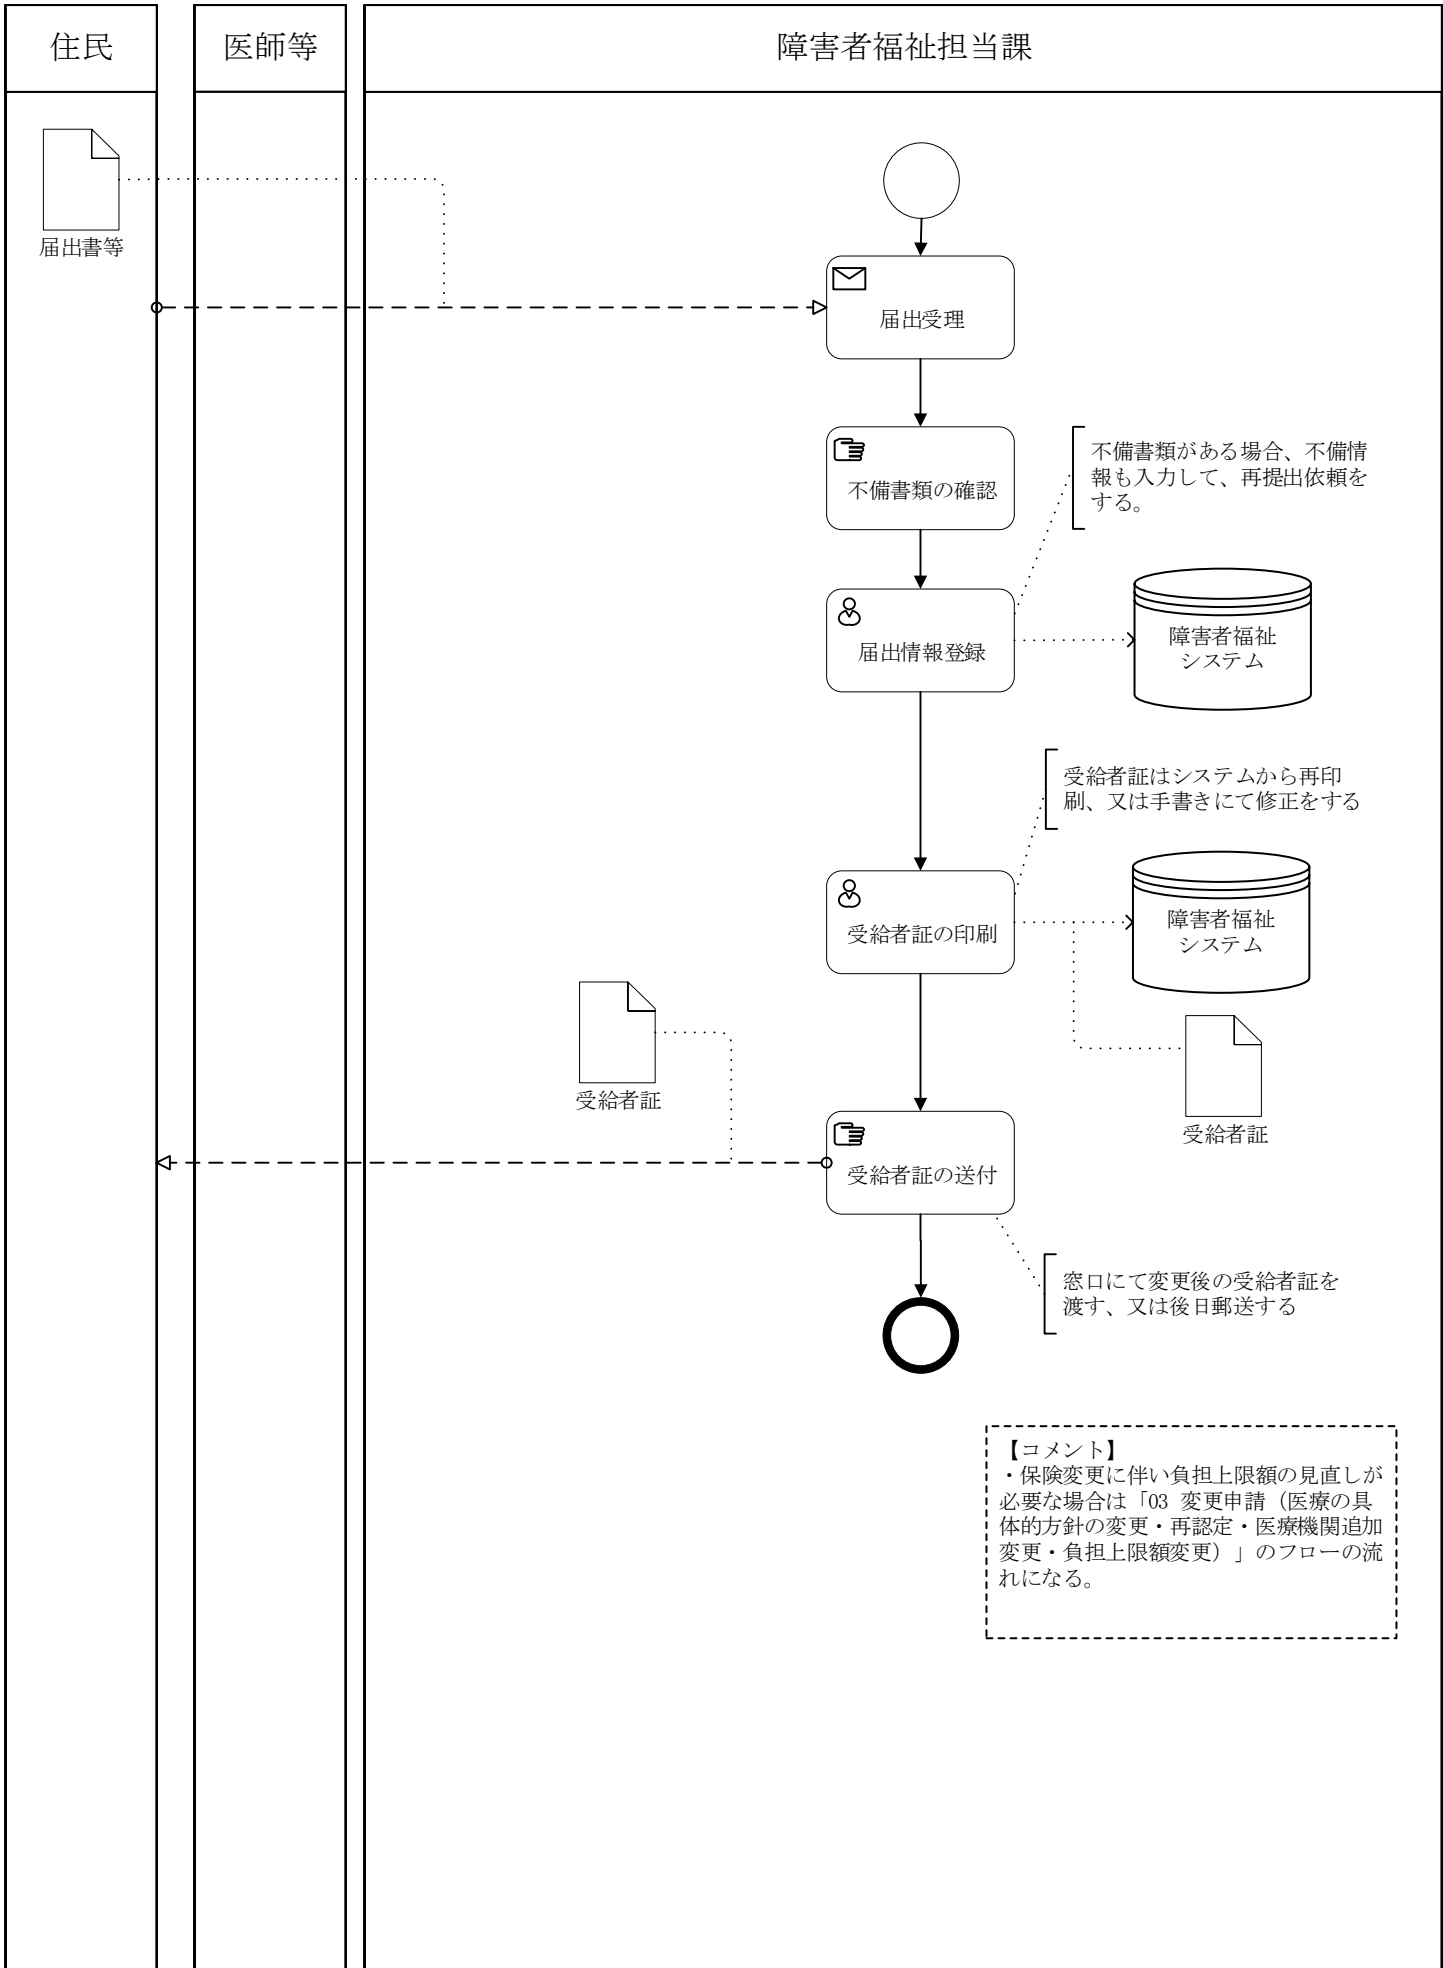 住民
医師等
障害者福祉担当課
届出書等
届出受理
不備書類の確認
不備書類がある場合、不備情
報も入力して、再提出依頼を
する。
届出情報登録
障害者福祉
システム
受給者証はシステムから再印
刷、又は手書きにて修正をする
受給者証の印刷
障害者福祉
システム
受給者証
受給者証
受給者証の送付
窓口にて変更後の受給者証を
渡す、又は後日郵送する
【コメント】
・保険変更に伴い負担上限額の見直しが
必要な場合は「03 変更申請（医療の具
体的方針の変更・再認定・医療機関追加
変更・負担上限額変更）」のフローの流
れになる。